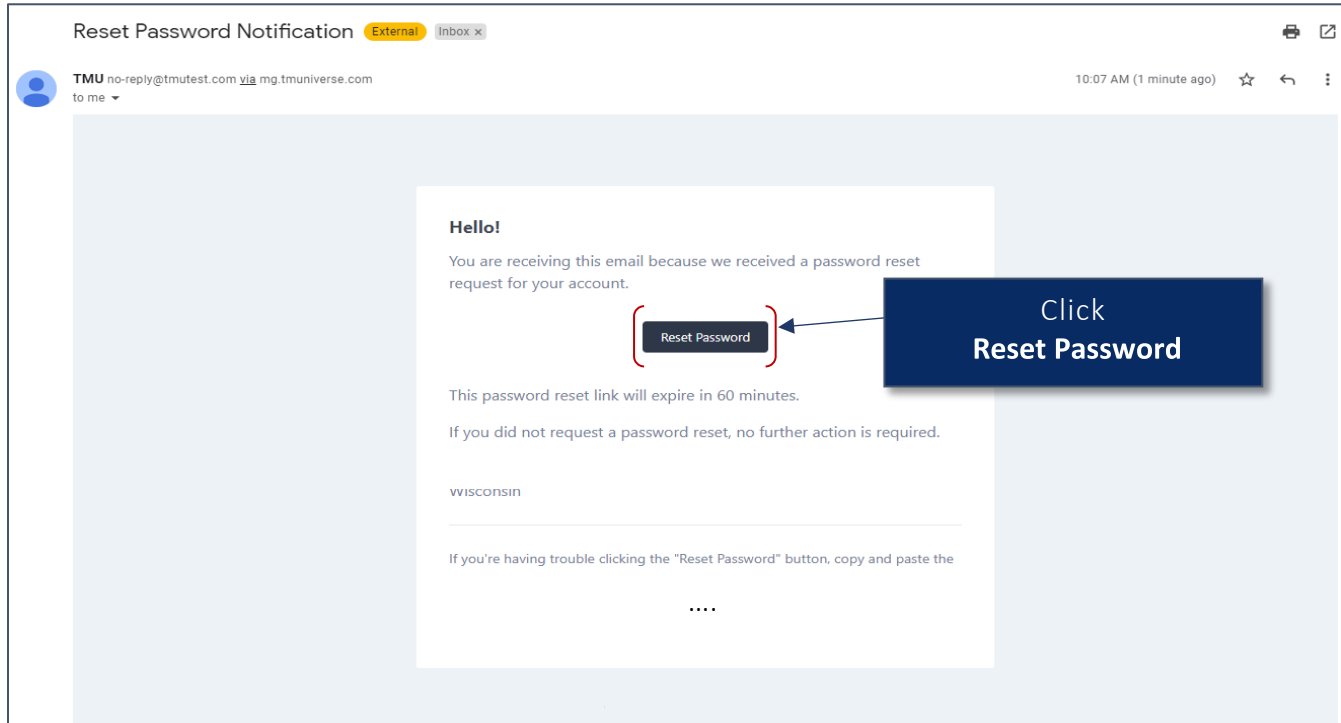 Reset Password Notification External Inbox ×
TMU no-reply@tmutest.com via mg.tmuniverse.com 10:07 AM (1 minute ago)
to me
Hello!
You are receiving this email because we received a password reset
request for your account.
Reset Password
Click
Reset Password
This password reset link will expire in 60 minutes.
If you did not request a password reset, no further action is required.
Wisconsin
If you're having trouble clicking the "Reset Password" button, copy and paste the
....